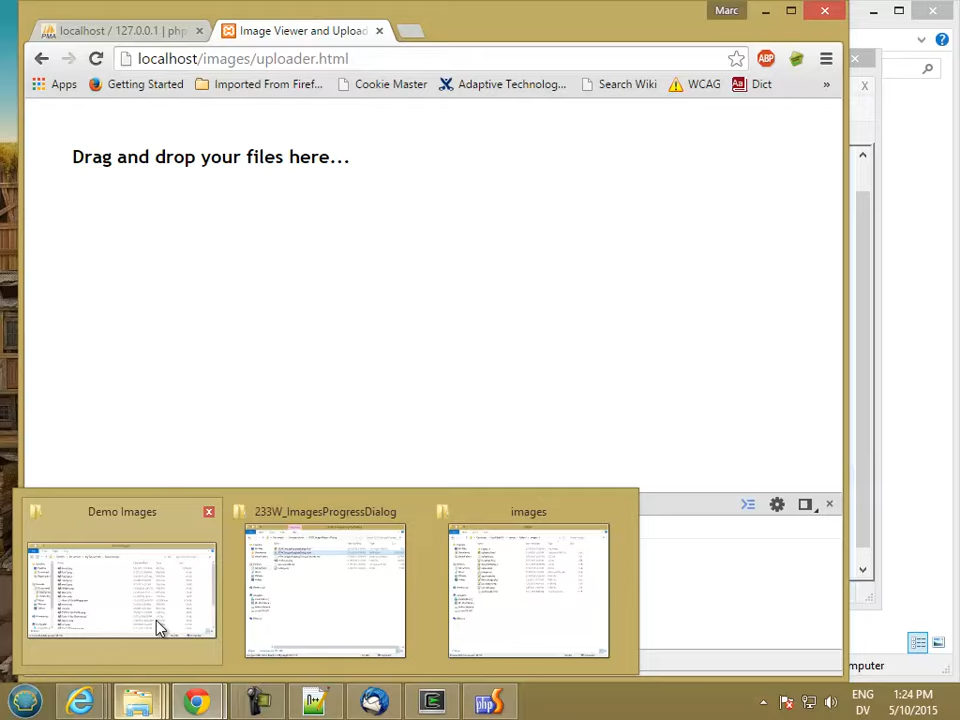 Marc
localhost / 127.0.0.1 | php
Image Viewer and Upload
localhost/images/uploader.html
Apps
Getting Started
Imported From Firef...
Cookie Master
Adaptive Technolog...
Search Wiki
WCAG
Aa Dict
»
Drag and drop your files here...
Demo Images
233W_ImagesProgressDialog
images
mputer
ENG
DV
1:24 PM
5/10/2015